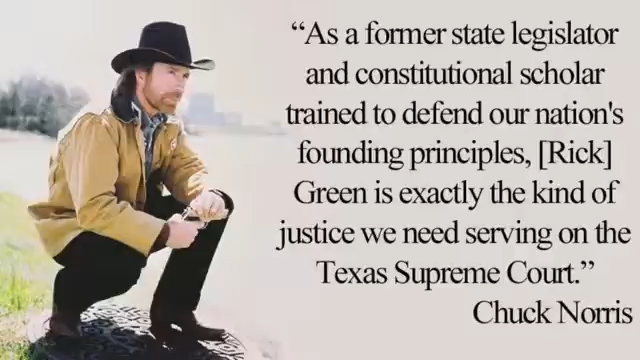 “As a former state legislator
and constitutional scholar
trained to defend our nation's
founding principles, [Rick]
Green is exactly the kind of
justice we need serving on the
Texas Supreme Court.”
Chuck Norris